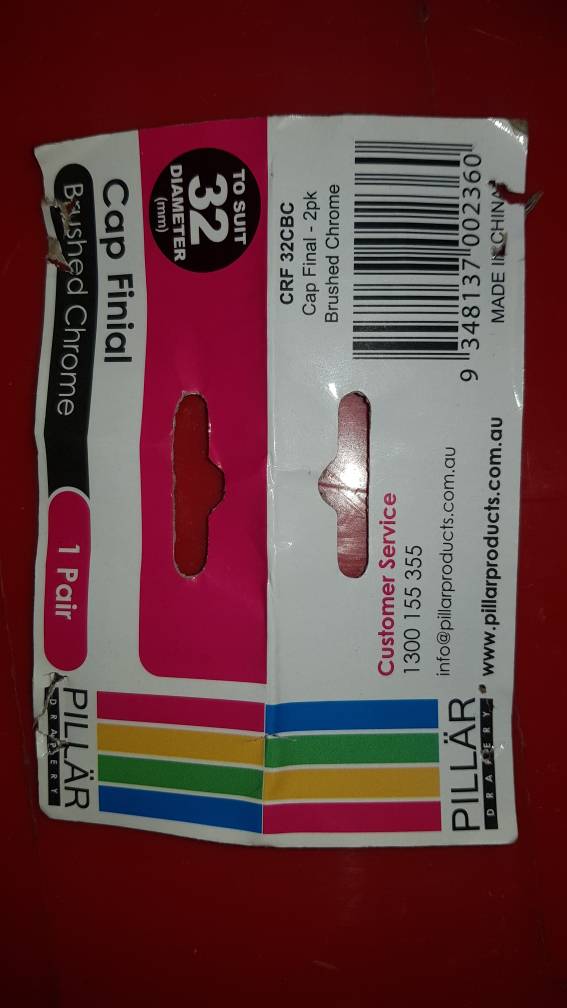 TO SUIT
32
DIAMETER
(mm)
Cap Finial
Brushed Chrome
1 Pair
PILLÄR
DRAPERY
CRF 32CBC
Cap Final - 2pk
Brushed Chrome
9 348137 002360
MADE IN CHINA
Customer Service
1300 155 355
info@pillarproducts.com.au
www.pillarproducts.com.au
PILLÄR
DRAPERY